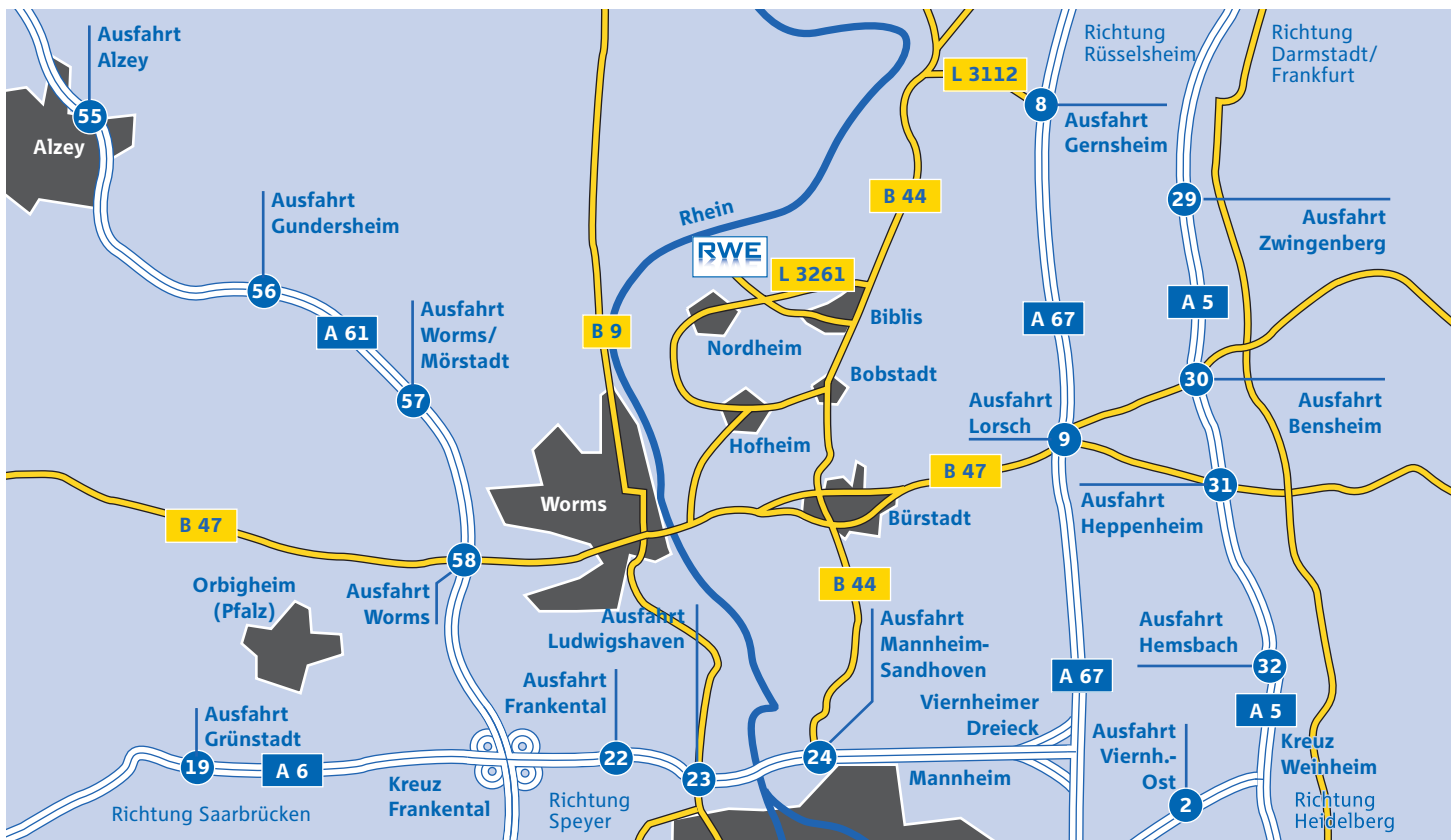 Ausfahrt
Alzey
55
Alzey
Ausfahrt
Gundersheim
56
A 61
Ausfahrt
Worms/
Mörstadt
57
B 9
Rhein
RWE
L 3261
Nordheim
Biblis
Bobstadt
Hofheim
B 44
L 3112
8
Ausfahrt
Gernsheim
Richtung
Rüsselsheim
Richtung
Darmstadt/
Frankfurt
29
Ausfahrt
Zwingenberg
A 67
A 5
30
Ausfahrt
Bensheim
Ausfahrt
Lorsch
9
B 47
31
Ausfahrt
Heppenheim
Worms
Bürstadt
B 47
58
Ausfahrt
Worms
Orbigheim
(Pfalz)
B 44
Ausfahrt
Ludwigshaven
Ausfahrt
Mannheim-
Sandhoven
Ausfahrt
Hemsbach
32
A 67
A 5
Ausfahrt
Frankental
Viernheimer
Dreieck
Ausfahrt
Viernh.-
Ost
2
Kreuz
Weinheim
Ausfahrt
Grünstadt
19
A 6
Kreuz
Frankental
22
23
24
Mannheim
Richtung Saarbrücken
Richtung
Speyer
Richtung
Heidelberg